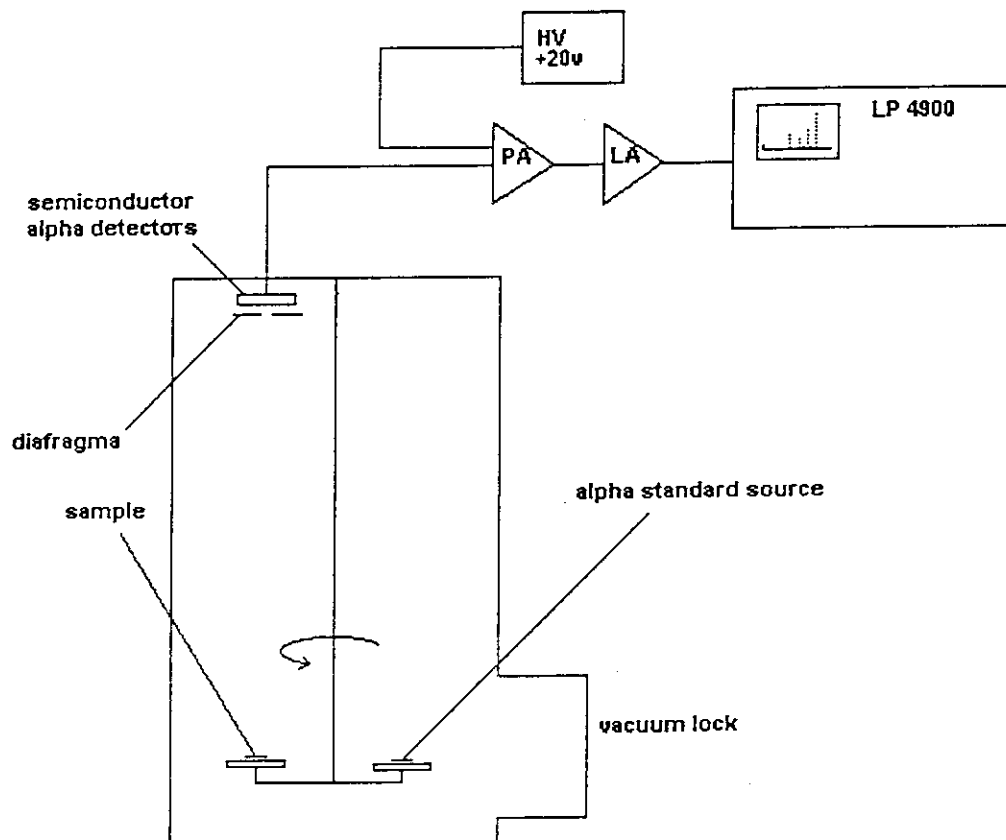 HV
+20v
LP 4900
PA
LA
semiconductor
alpha detectors
diafragma
sample
alpha standard source
vacuum lock